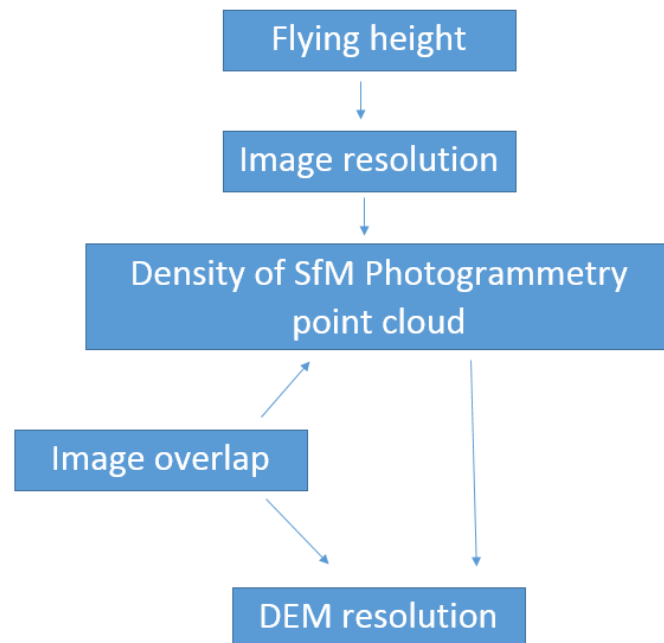 Flying height
Image resolution
Density of SfM Photogrammetry
point cloud
Image overlap
DEM resolution